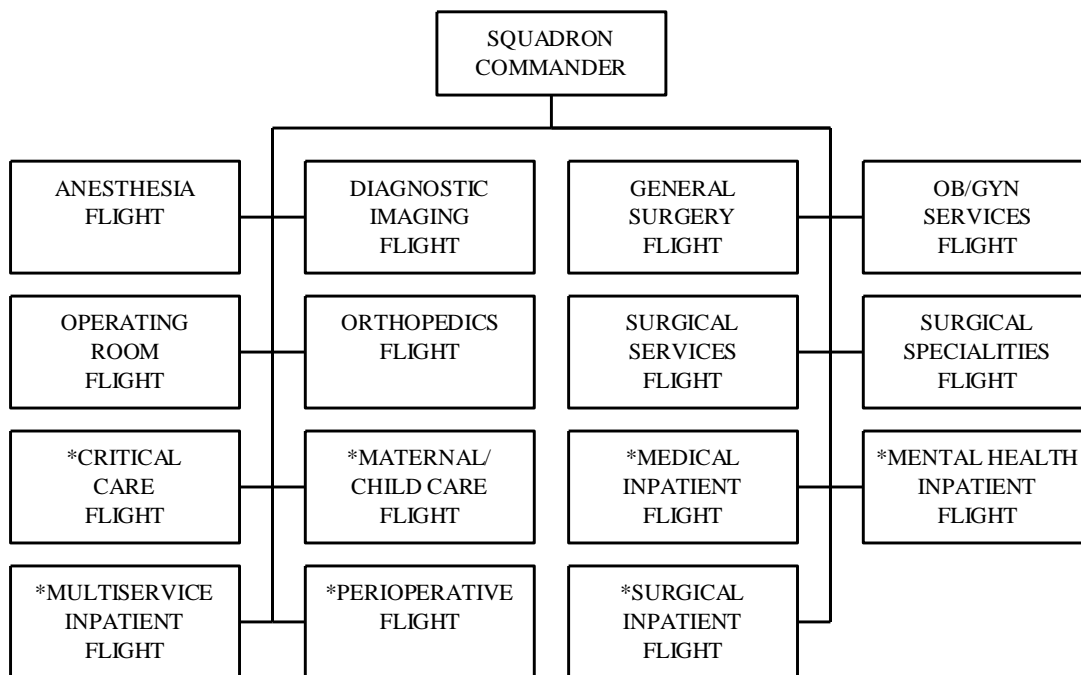 SQUADRON
COMMANDER
ANESTHESIA
FLIGHT
DIAGNOSTIC
IMAGING
FLIGHT
GENERAL
SURGERY
FLIGHT
OB/GYN
SERVICES
FLIGHT
OPERATING
ROOM
FLIGHT
ORTHOPEDICS
FLIGHT
SURGICAL
SERVICES
FLIGHT
SURGICAL
SPECIALITIES
FLIGHT
*CRITICAL
CARE
FLIGHT
*MATERNAL/
CHILD CARE
FLIGHT
*MEDICAL
INPATIENT
FLIGHT
*MENTAL HEALTH
INPATIENT
FLIGHT
*MULTISERVICE
INPATIENT
FLIGHT
*PERIOPERATIVE
FLIGHT
*SURGICAL
INPATIENT
FLIGHT